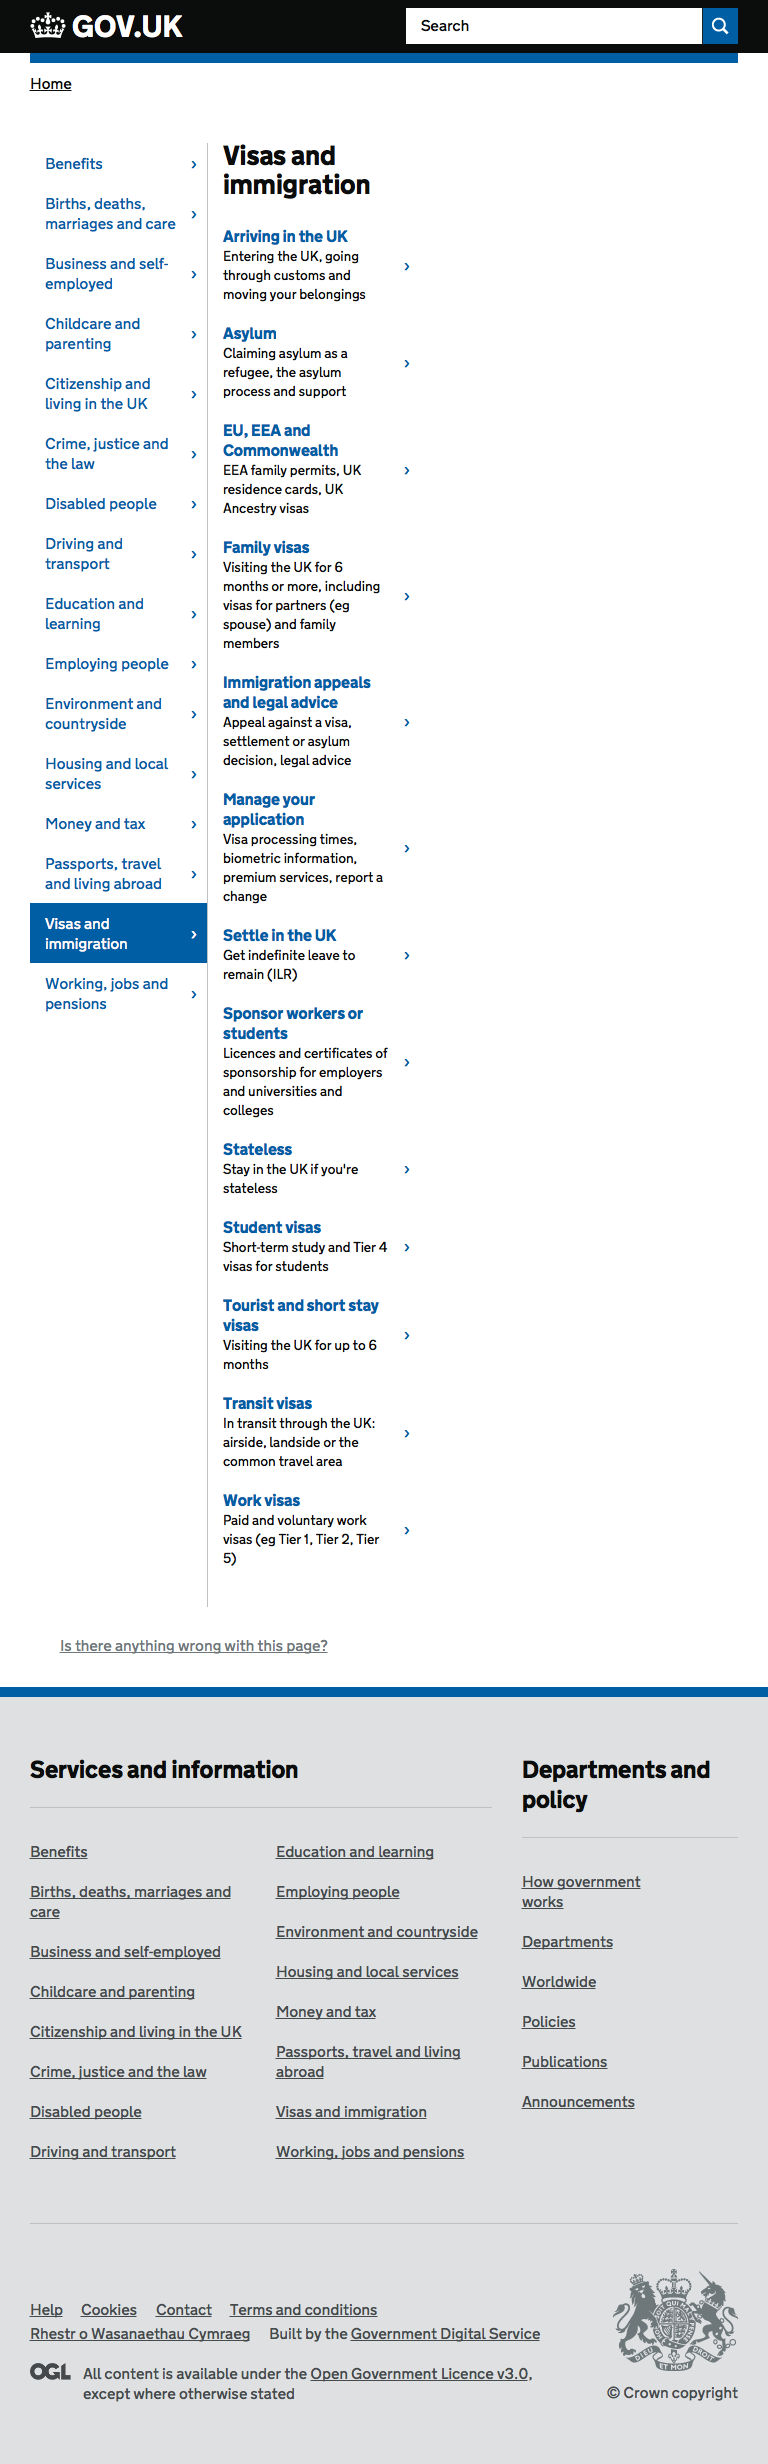 GOV.UK
Search
Home
Benefits
Births, deaths,
marriages and care
Business and self-
employed
Childcare and
parenting
Citizenship and
living in the UK
Crime, justice and
the law
Disabled people
Driving and
transport
Education and
learning
Employing people
Environment and
countryside
Housing and local
services
Money and tax
Passports, travel
and living abroad
Visas and
immigration
Working, jobs and
pensions
Visas and
immigration
Arriving in the UK
Entering the UK, going
through customs and
moving your belongings
Asylum
Claiming asylum as a
refugee, the asylum
process and support
EU, EEA and
Commonwealth
EEA family permits, UK
residence cards, UK
Ancestry visas
Family visas
Visiting the UK for 6
months or more, including
visas for partners (eg
spouse) and family
members
Immigration appeals
and legal advice
Appeal against a visa,
settlement or asylum
decision, legal advice
Manage your
application
Visa processing times,
biometric information,
premium services, report a
change
Settle in the UK
Get indefinite leave to
remain (ILR)
Sponsor workers or
students
Licences and certificates of
sponsorship for employers
and universities and
colleges
Stateless
Stay in the UK if you're
stateless
Student visas
Short-term study and Tier 4
visas for students
Tourist and short stay
visas
Visiting the UK for up to 6
months
Transit visas
In transit through the UK:
airside, landside or the
common travel area
Work visas
Paid and voluntary work
visas (eg Tier 1, Tier 2, Tier
5)
Is there anything wrong with this page?
Services and information
Benefits
Births, deaths, marriages and
care
Business and self-employed
Childcare and parenting
Citizenship and living in the UK
Crime, justice and the law
Disabled people
Driving and transport
Education and learning
Employing people
Environment and countryside
Housing and local services
Money and tax
Passports, travel and living
abroad
Visas and immigration
Working, jobs and pensions
Departments and
policy
How government
works
Departments
Worldwide
Policies
Publications
Announcements
Help Cookies Contact Terms and conditions
Rhestr o Wasanaethau Cymraeg Built by the Government Digital Service
OGL All content is available under the Open Government Licence v3.0,
except where otherwise stated
DIEU ET MON DROIT
© Crown copyright